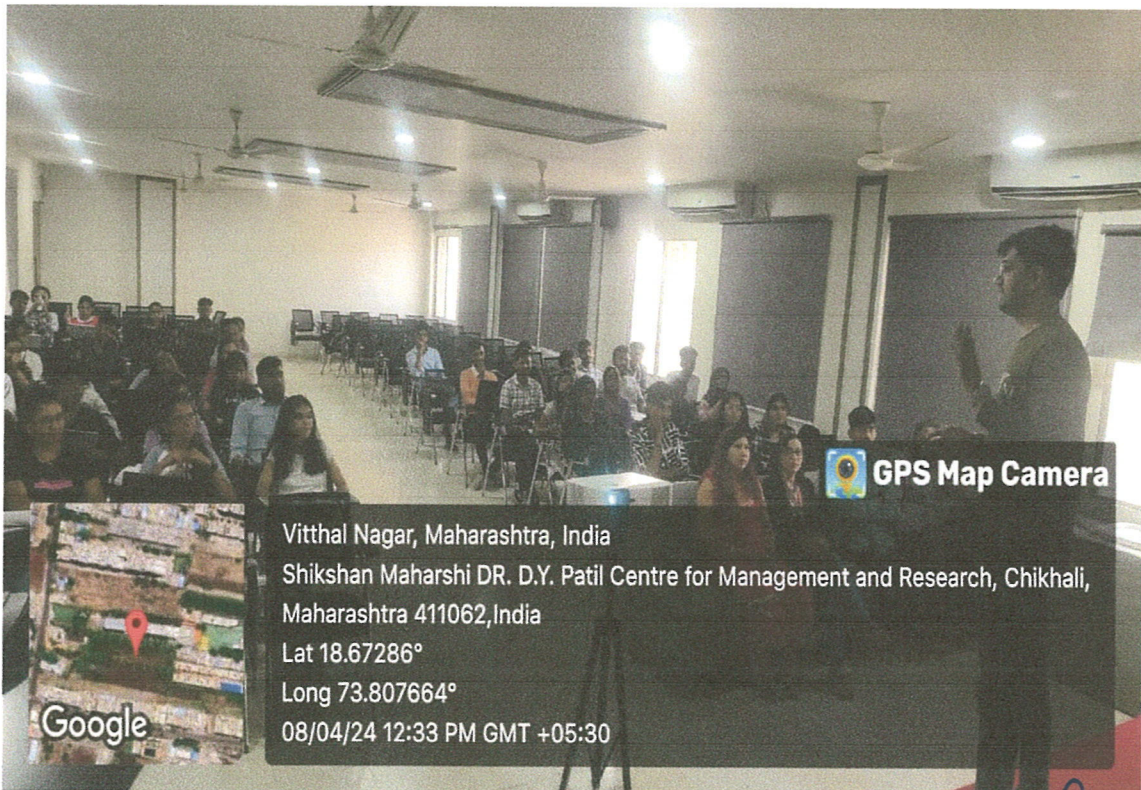 GPS Map Camera
Vitthal Nagar, Maharashtra, India
Shikshan Maharshi DR. D.Y. Patil Centre for Management and Research, Chikhali,
Maharashtra 411062,India
Lat 18.67286°
Long 73.807664°
08/04/24 12:33 PM GMT +05:30
Google